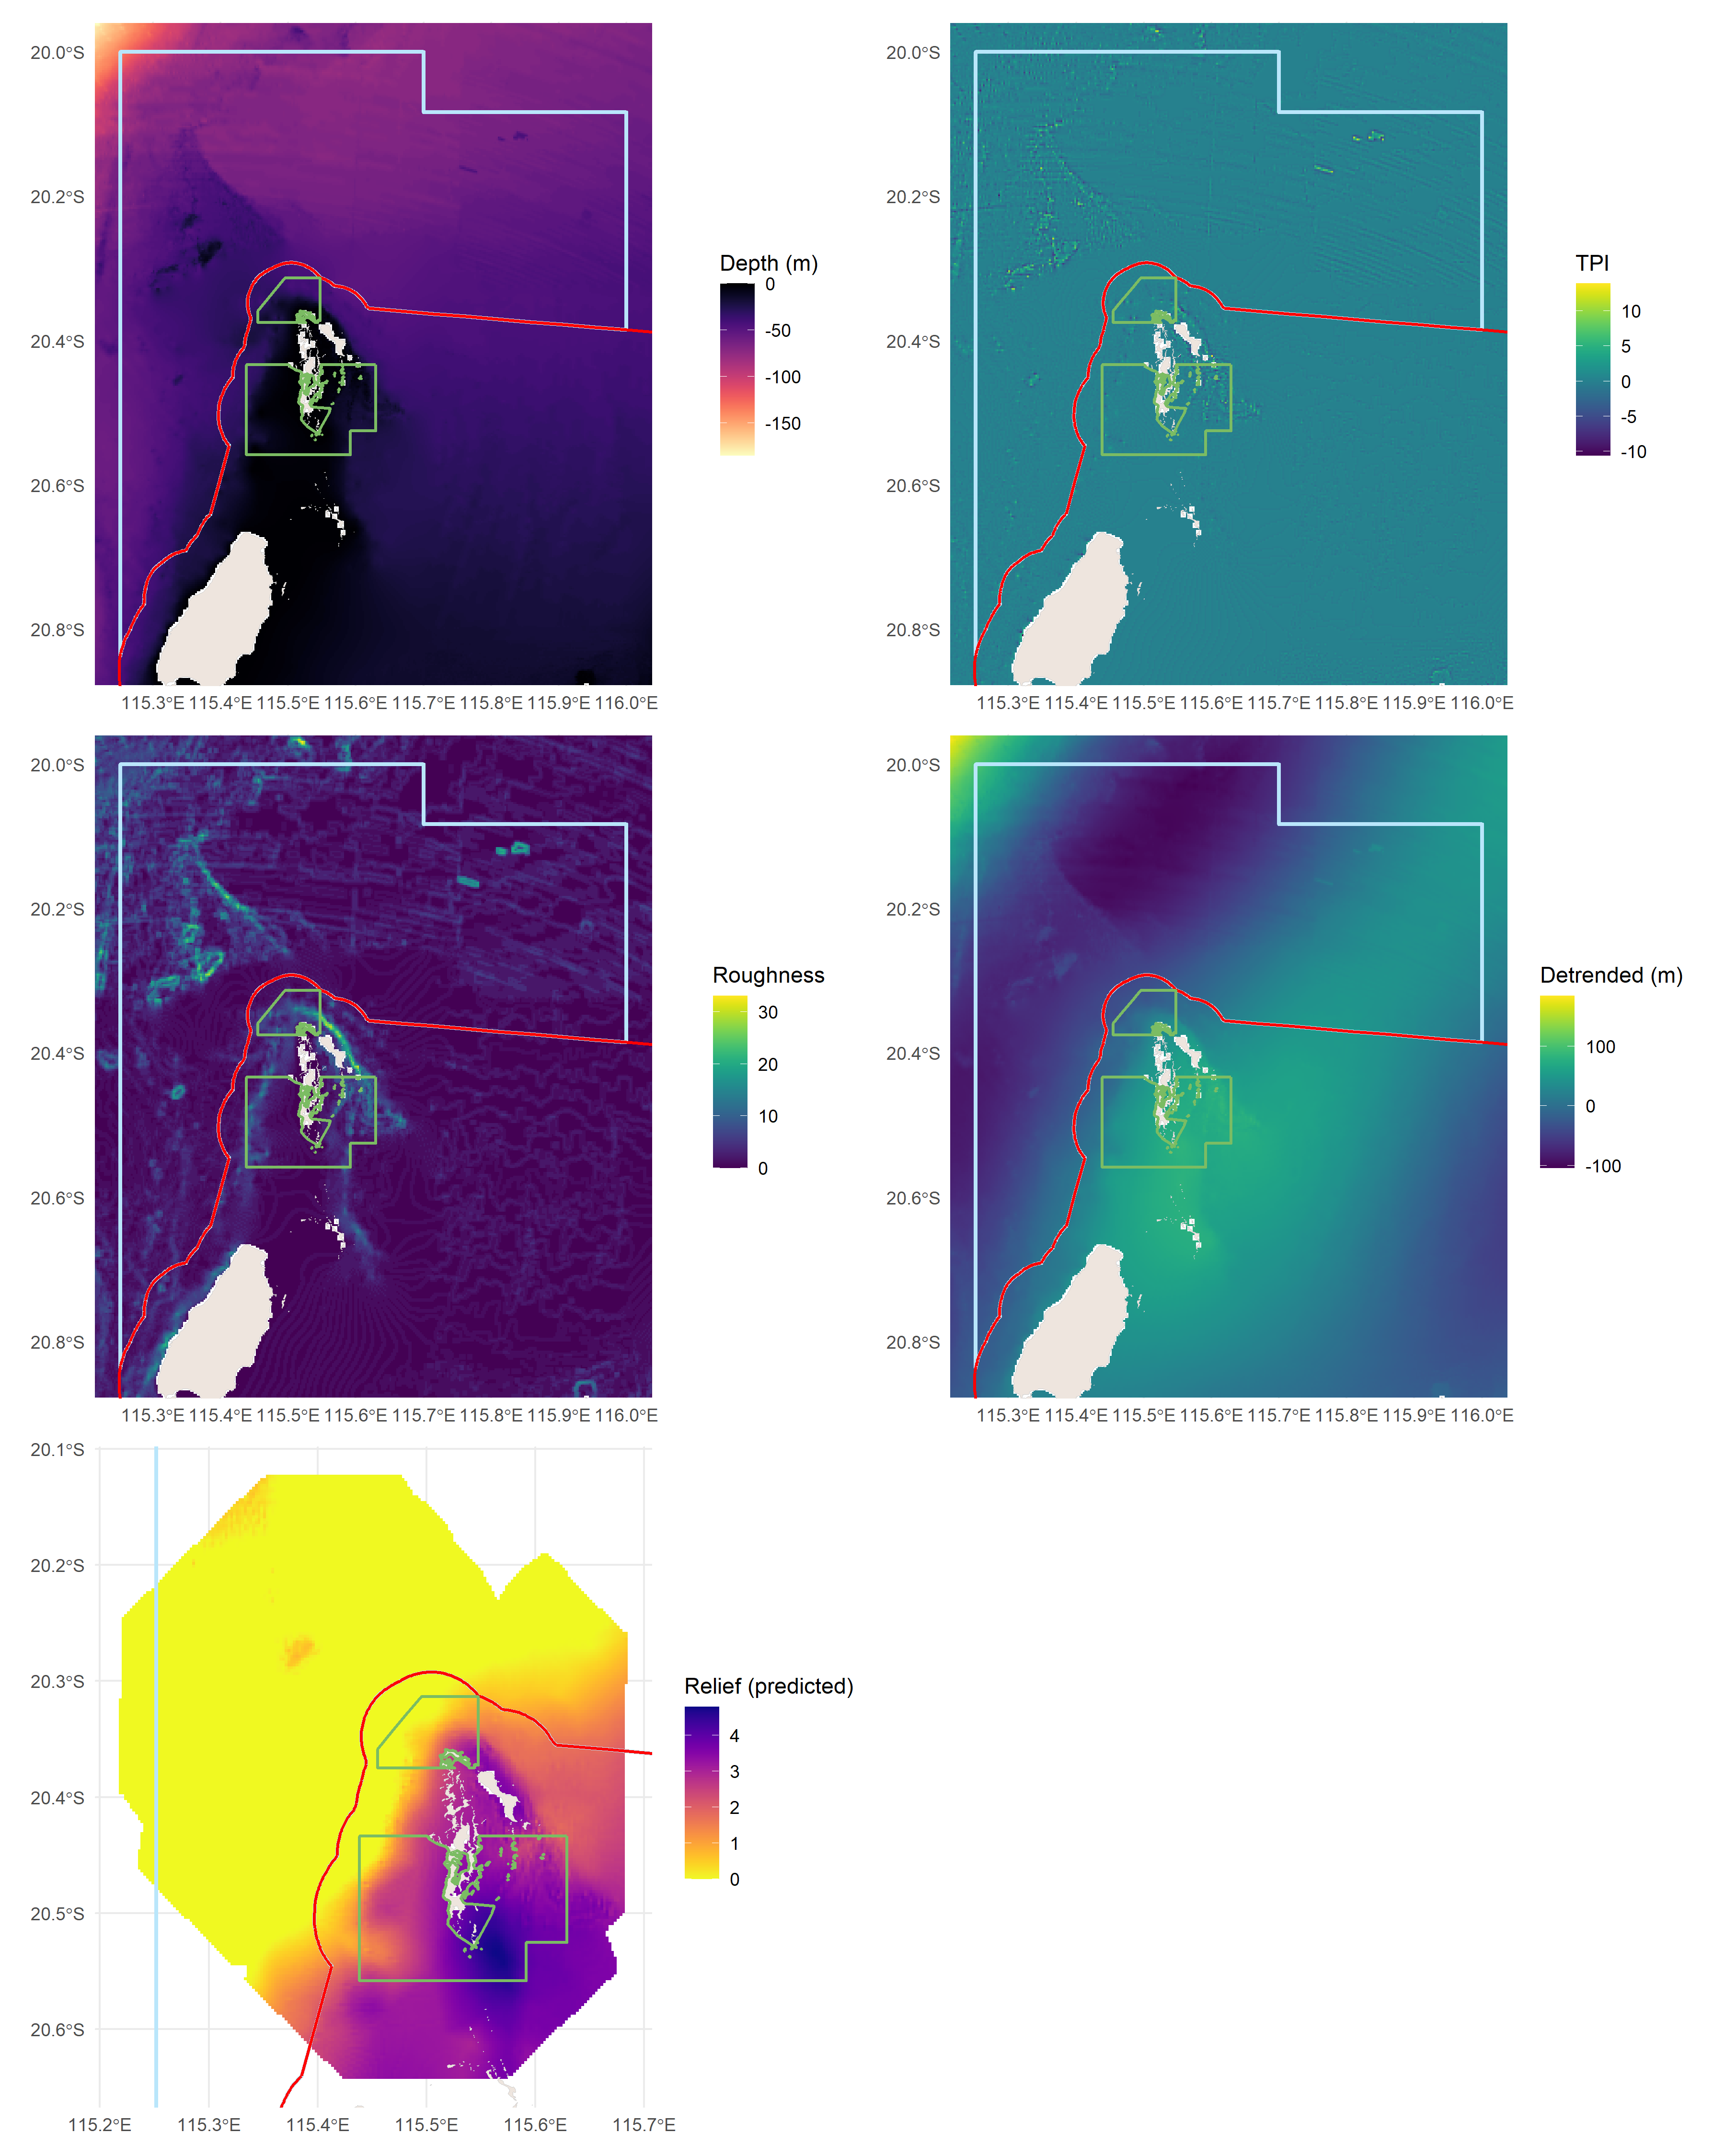 20.0°S
20.2°S
20.4°S
20.6°S
20.8°S
115.3°E 115.4°E 115.5°E 115.6°E 115.7°E 115.8°E 115.9°E 116.0°E
Depth (m)
0
-50
-100
-150
20.0°S
20.2°S
20.4°S
20.6°S
20.8°S
115.3°E 115.4°E 115.5°E 115.6°E 115.7°E 115.8°E 115.9°E 116.0°E
TPI
10
5
0
-5
-10
20.0°S
20.2°S
20.4°S
20.6°S
20.8°S
115.3°E 115.4°E 115.5°E 115.6°E 115.7°E 115.8°E 115.9°E 116.0°E
Roughness
30
20
10
0
20.0°S
20.2°S
20.4°S
20.6°S
20.8°S
115.3°E 115.4°E 115.5°E 115.6°E 115.7°E 115.8°E 115.9°E 116.0°E
Detrended (m)
100
0
-100
20.1°S
20.2°S
20.3°S
20.4°S
20.5°S
20.6°S
115.2°E 115.3°E 115.4°E 115.5°E 115.6°E 115.7°E
Relief (predicted)
4
3
2
1
0